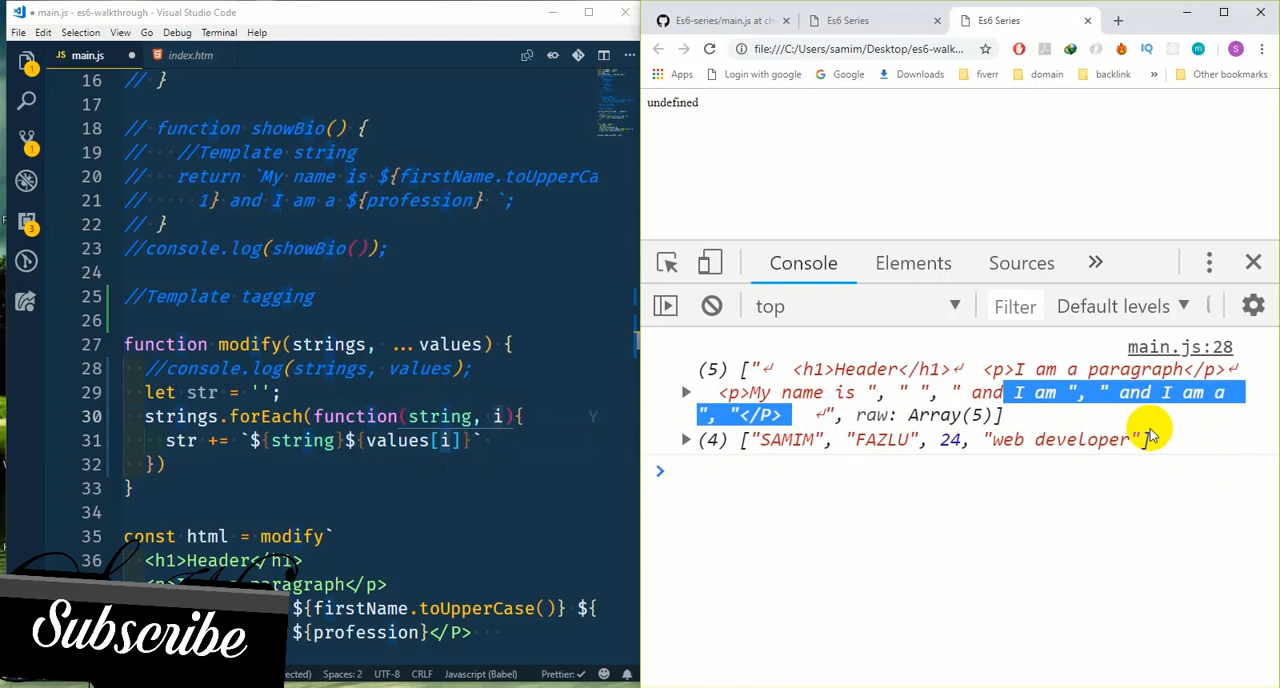 ● main.js - es6-walkthrough - Visual Studio Code
File Edit Selection View Go Debug Terminal Help
JS main.js ● index.htm
16 // }
17
18 // function showBio() {
19 //   //Template string
20 //   return `My name is ${firstName.toUpperCa
21 //     1} and I am a ${profession} `;
22 // }
23 //console.log(showBio());
24
25 //Template tagging
26
27 function modify(strings, ...values) {
28   //console.log(strings, values);
29   let str = '';
30   strings.forEach(function(string, i){
31     str += `${string}${values[i]}`
32   })
33 }
34
35 const html = modify`
36   <h1>Header</h1>
paragraph</p>
${firstName.toUpperCase()} ${
${profession}</P>
Subscribe
Spaces: 2 UTF-8 CRLF Javascript (Babel) Prettier: ✓
Es6-series/main.js at ch × Es6 Series × Es6 Series × +
file:///C:/Users/samim/Desktop/es6-walk...
Apps Login with google Google Downloads fiverr domain backlink » Other bookmarks
undefined
Console Elements Sources »
top Filter Default levels
main.js:28
(5) ["↵   <h1>Header</h1>   <p>I am a paragraph</p>↵
<p>My name is ", " ", " and I am ", " and I am a
", "</P>   ↵", raw: Array(5)]
(4) ["SAMIM", "FAZLU", 24, "web developer"]